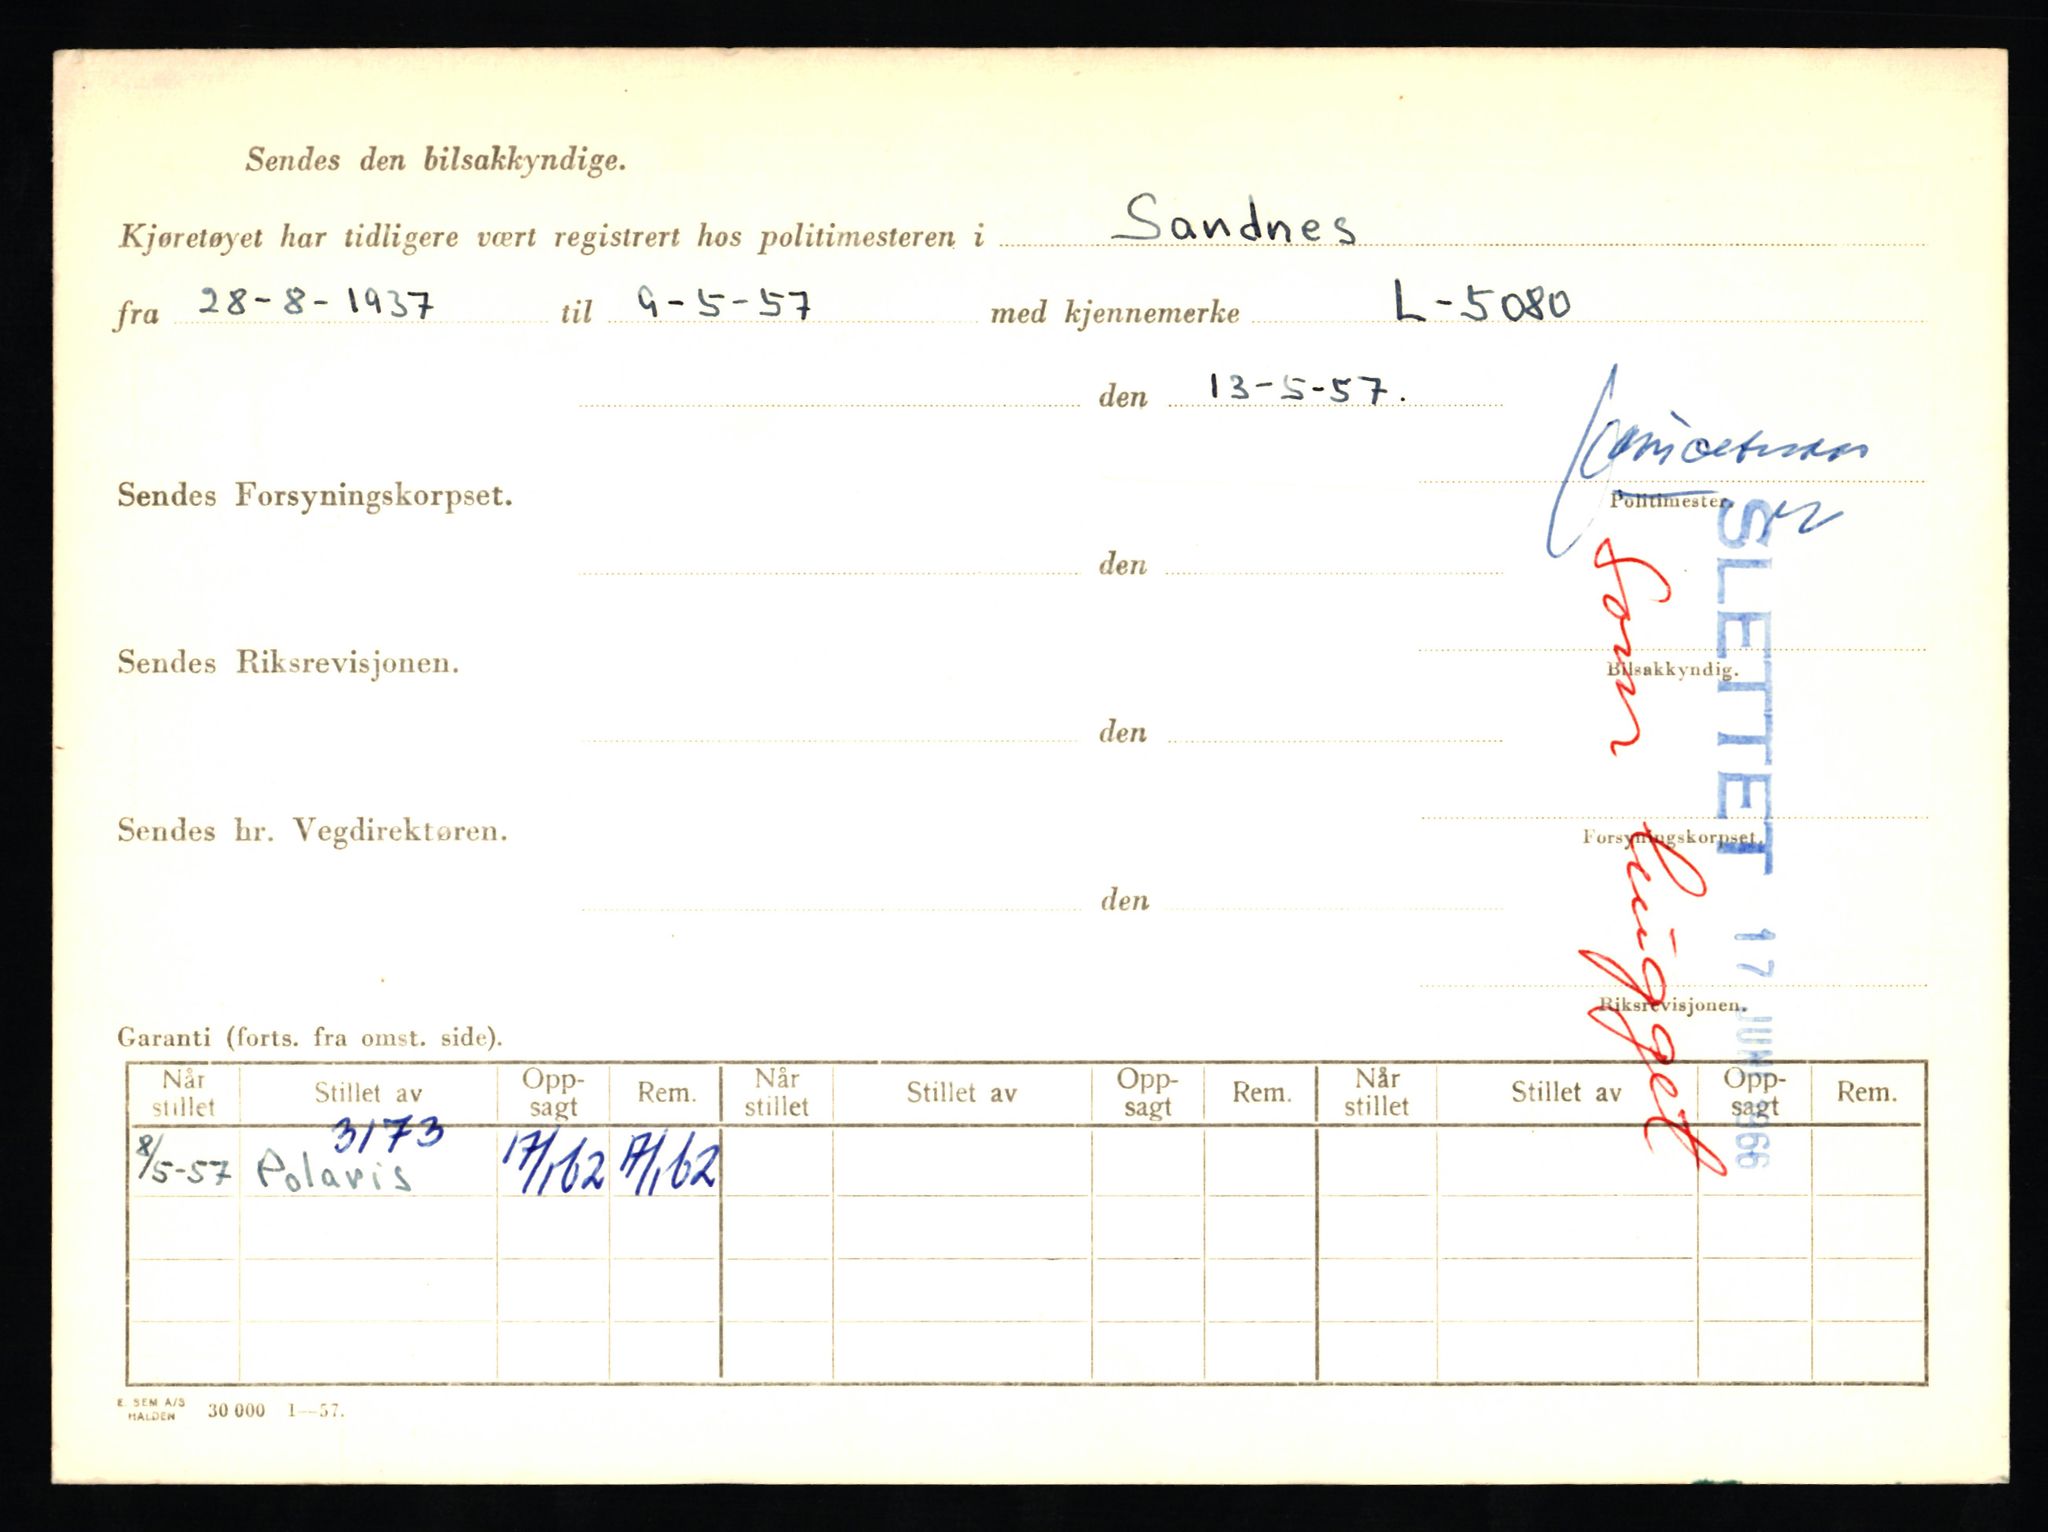 Sendes den bilsakkyndige.
Kjøretøyet har tidligere vært registrert hos politimesteren i Sandnes
fra 28-8-1937 til 9-5-57 med kjennemerke L-5080
den 13-5-57.
Sendes Forsyningskorpset.
Politimester.
den
Sendes Riksrevisjonen.
Bilsakkyndig.
den
Sendes hr. Vegdirektøren.
Forsyningskorpset.
den
Riksrevisjonen.
SLETTET 17 JUNI 1966
Som hugget
Garanti (forts. fra omst. side).
Når stillet Stillet av Opp-sagt Rem. Når stillet Stillet av Opp-sagt Rem. Når stillet Stillet av Opp-sagt Rem.
3173
8/5-57 Polaris 17/1 62 17/1 62
E. SEM A/S
HALDEN 30 000 1—57.